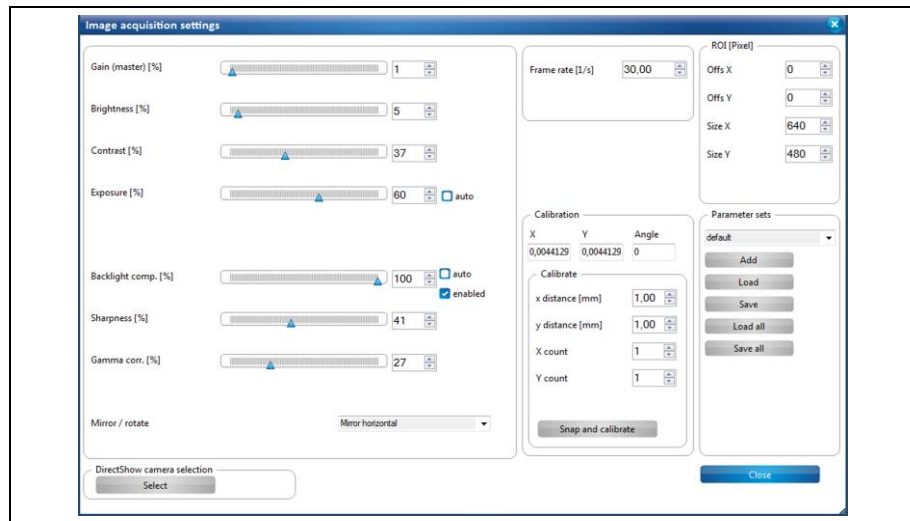 Image acquisition settings
Gain (master) [%] 1
Brightness [%] 5
Contrast [%] 37
Exposure [%] 60 auto
Backlight comp. [%] 100 auto
enabled
Sharpness [%] 41
Gamma corr. [%] 27
Mirror / rotate Mirror horizontal
DirectShow camera selection
Select
Frame rate [1/s] 30,00
ROI [Pixel]
Offs X 0
Offs Y 0
Size X 640
Size Y 480
Calibration
X Y Angle
0,0044129 0,0044129 0
Calibrate
x distance [mm] 1,00
y distance [mm] 1,00
X count 1
Y count 1
Snap and calibrate
Parameter sets
default
Add
Load
Save
Load all
Save all
Close